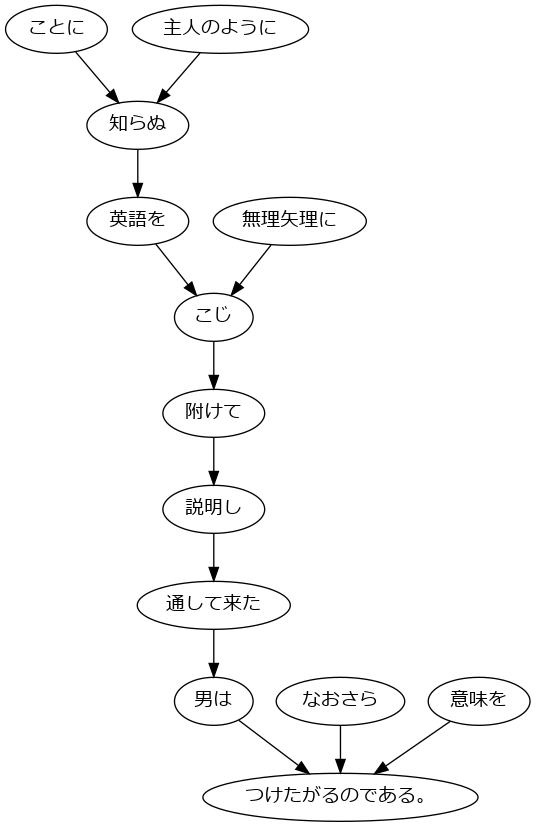 ことに
主人のように
知らぬ
英語を
無理矢理に
こじ
附けて
説明し
通して来た
男は
なおさら
意味を
つけたがるのである。